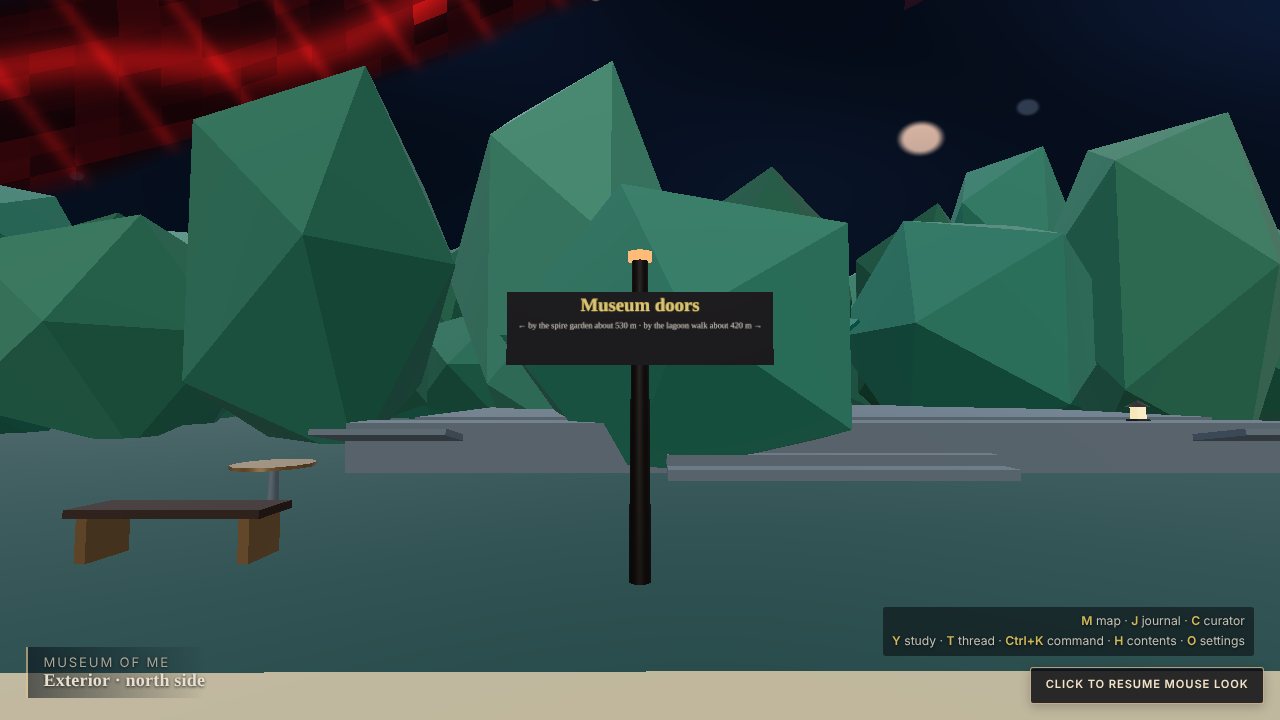 Museum doors
← by the spire garden about 530 m · by the lagoon walk about 420 m →
M map · J journal · C curator
Y study · T thread · Ctrl+K command · H contents · O settings
MUSEUM OF ME
Exterior · north side
CLICK TO RESUME MOUSE LOOK